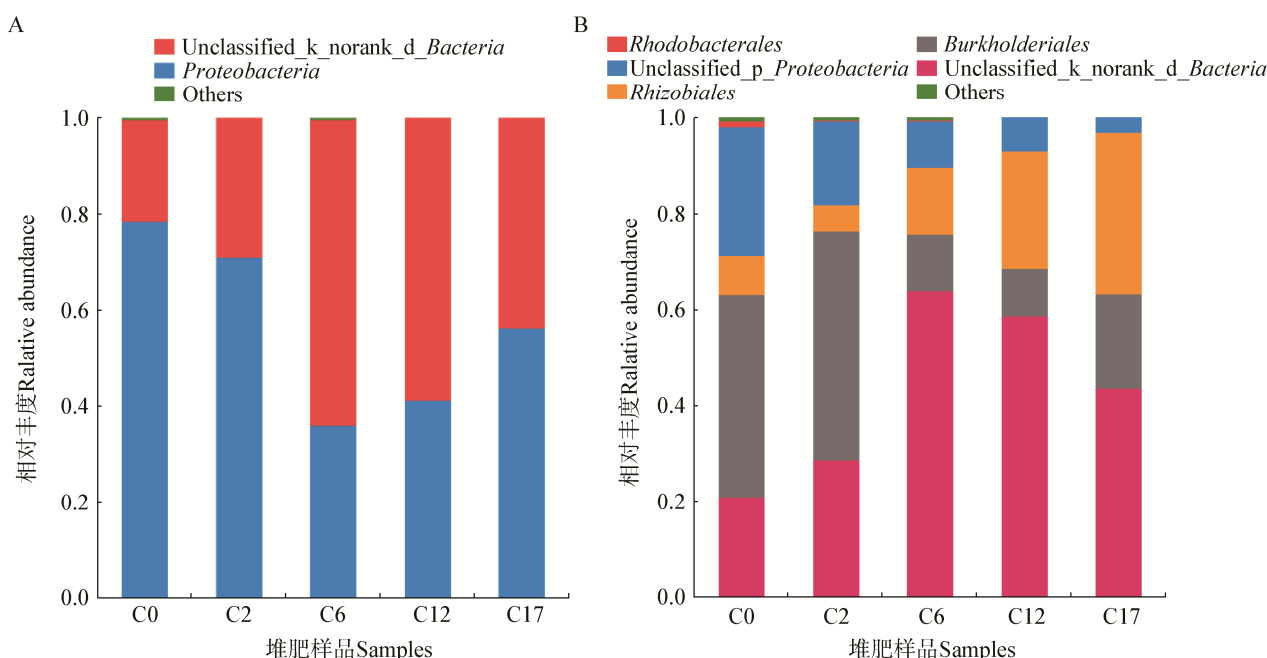 A
Unclassified_k_norank_d_Bacteria
Proteobacteria
Others
1.0
0.8
0.6
0.4
0.2
0.0
相对丰度Ralative abundance
C0 C2 C6 C12 C17
堆肥样品Samples
B
Rhodobacterales Burkholderiales
Unclassified_p_Proteobacteria Unclassified_k_norank_d_Bacteria
Rhizobiales Others
1.0
0.8
0.6
0.4
0.2
0.0
相对丰度Ralative abundance
C0 C2 C6 C12 C17
堆肥样品Samples